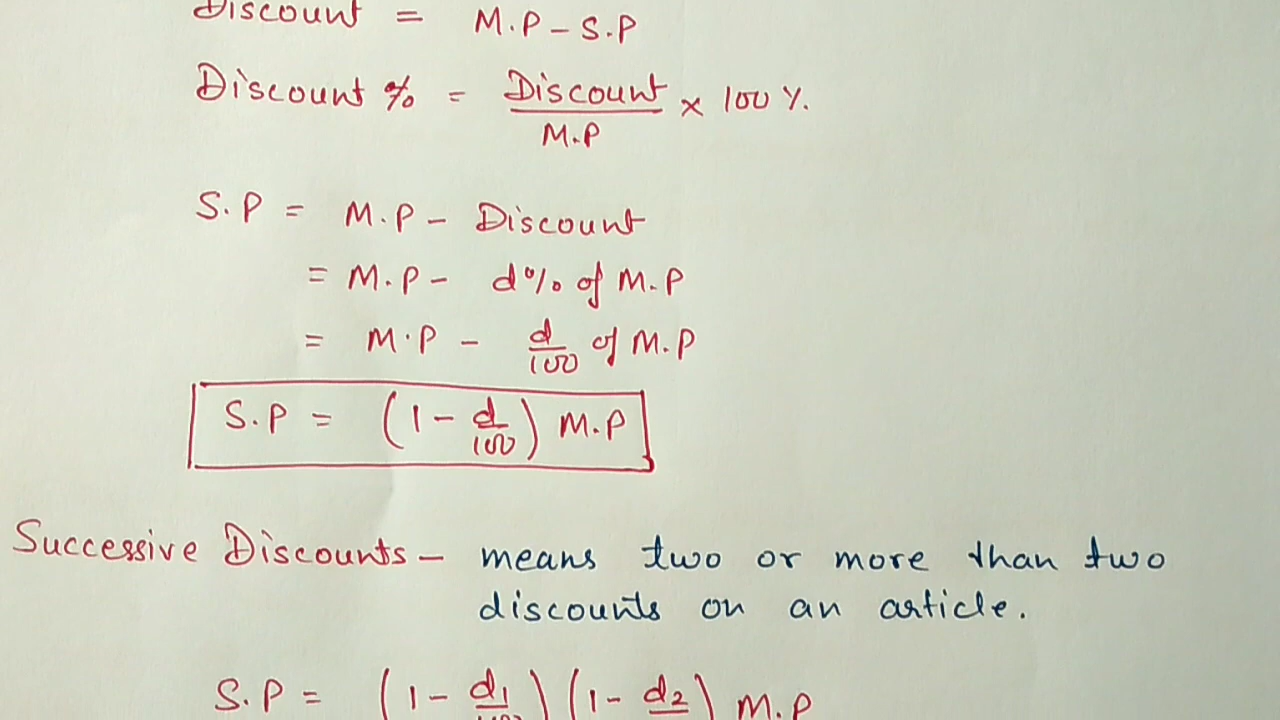 Discount = M.P - S.P
Discount % = Discount/M.P × 100 %.
S.P = M.P - Discount
= M.P - d% of M.P
= M.P - d/100 of M.P
S.P = (1 - d/100) M.P
Successive Discounts - means two or more than two
discounts on an article.
S.P = (1 - d1/100) (1 - d2) M.P